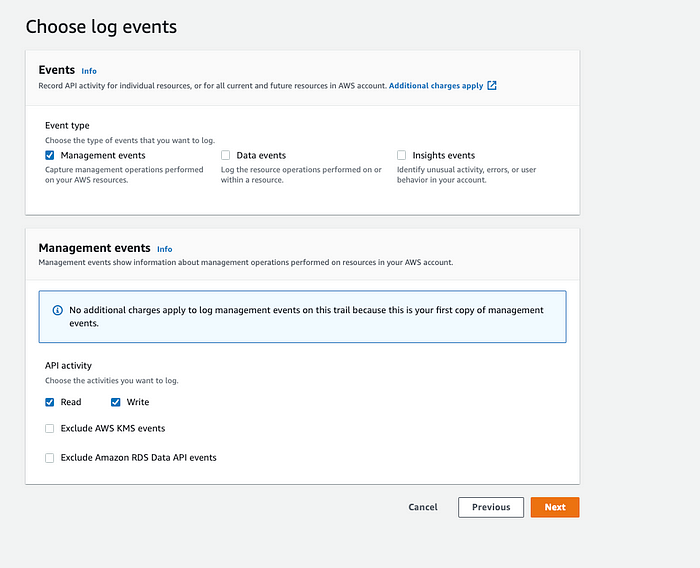 Choose log events
Events Info
Record API activity for individual resources, or for all current and future resources in AWS account. Additional charges apply
Event type
Choose the type of events that you want to log.
Management events
Capture management operations performed
on your AWS resources.
Data events
Log the resource operations performed on or
within a resource.
Insights events
Identify unusual activity, errors, or user
behavior in your account.
Management events Info
Management events show information about management operations performed on resources in your AWS account.
No additional charges apply to log management events on this trail because this is your first copy of management
events.
API activity
Choose the activities you want to log.
Read Write
Exclude AWS KMS events
Exclude Amazon RDS Data API events
Cancel Previous Next